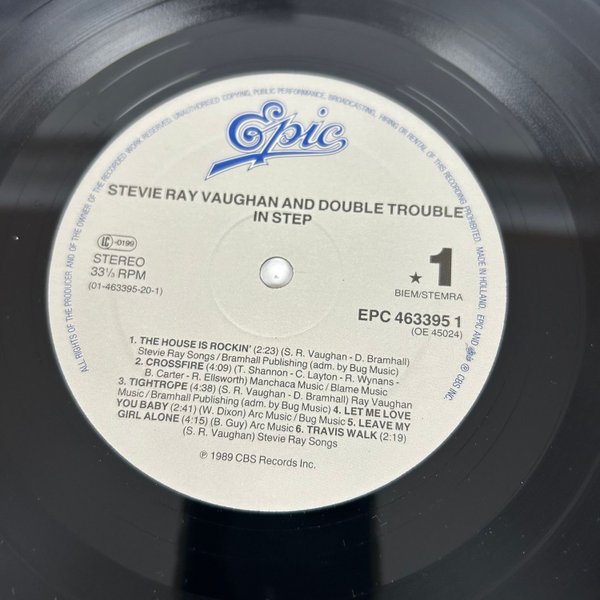 ALL RIGHTS OF THE PRODUCER AND OF THE OWNER OF THE RECORDED WORK RESERVED. UNAUTHORISED COPYING, PUBLIC PERFORMANCE, BROADCASTING, HIRING OR RENTAL OF THIS RECORDING PROHIBITED. MADE IN HOLLAND. EPIC AND Epic ® CBS INC.
Epic
STEVIE RAY VAUGHAN AND DOUBLE TROUBLE
IN STEP
LC-0199
STEREO
33⅓ RPM
(01-463395-20-1)
★ 1
BIEM/STEMRA
EPC 463395 1
(OE 45024)
1. THE HOUSE IS ROCKIN' (2:23) (S. R. Vaughan - D. Bramhall)
Stevie Ray Songs / Bramhall Publishing (adm. by Bug Music)
2. CROSSFIRE (4:09) (T. Shannon - C. Layton - R. Wynans -
B. Carter - R. Ellsworth) Manchaca Music / Blame Music
3. TIGHTROPE (4:38) (S. R. Vaughan - D. Bramhall) Ray Vaughan
Music / Bramhall Publishing (adm. by Bug Music) 4. LET ME LOVE
YOU BABY (2:41) (W. Dixon) Arc Music / Bug Music 5. LEAVE MY
GIRL ALONE (4:15) (B. Guy) Arc Music 6. TRAVIS WALK (2:19)
(S. R. Vaughan) Stevie Ray Songs
℗ 1989 CBS Records Inc.